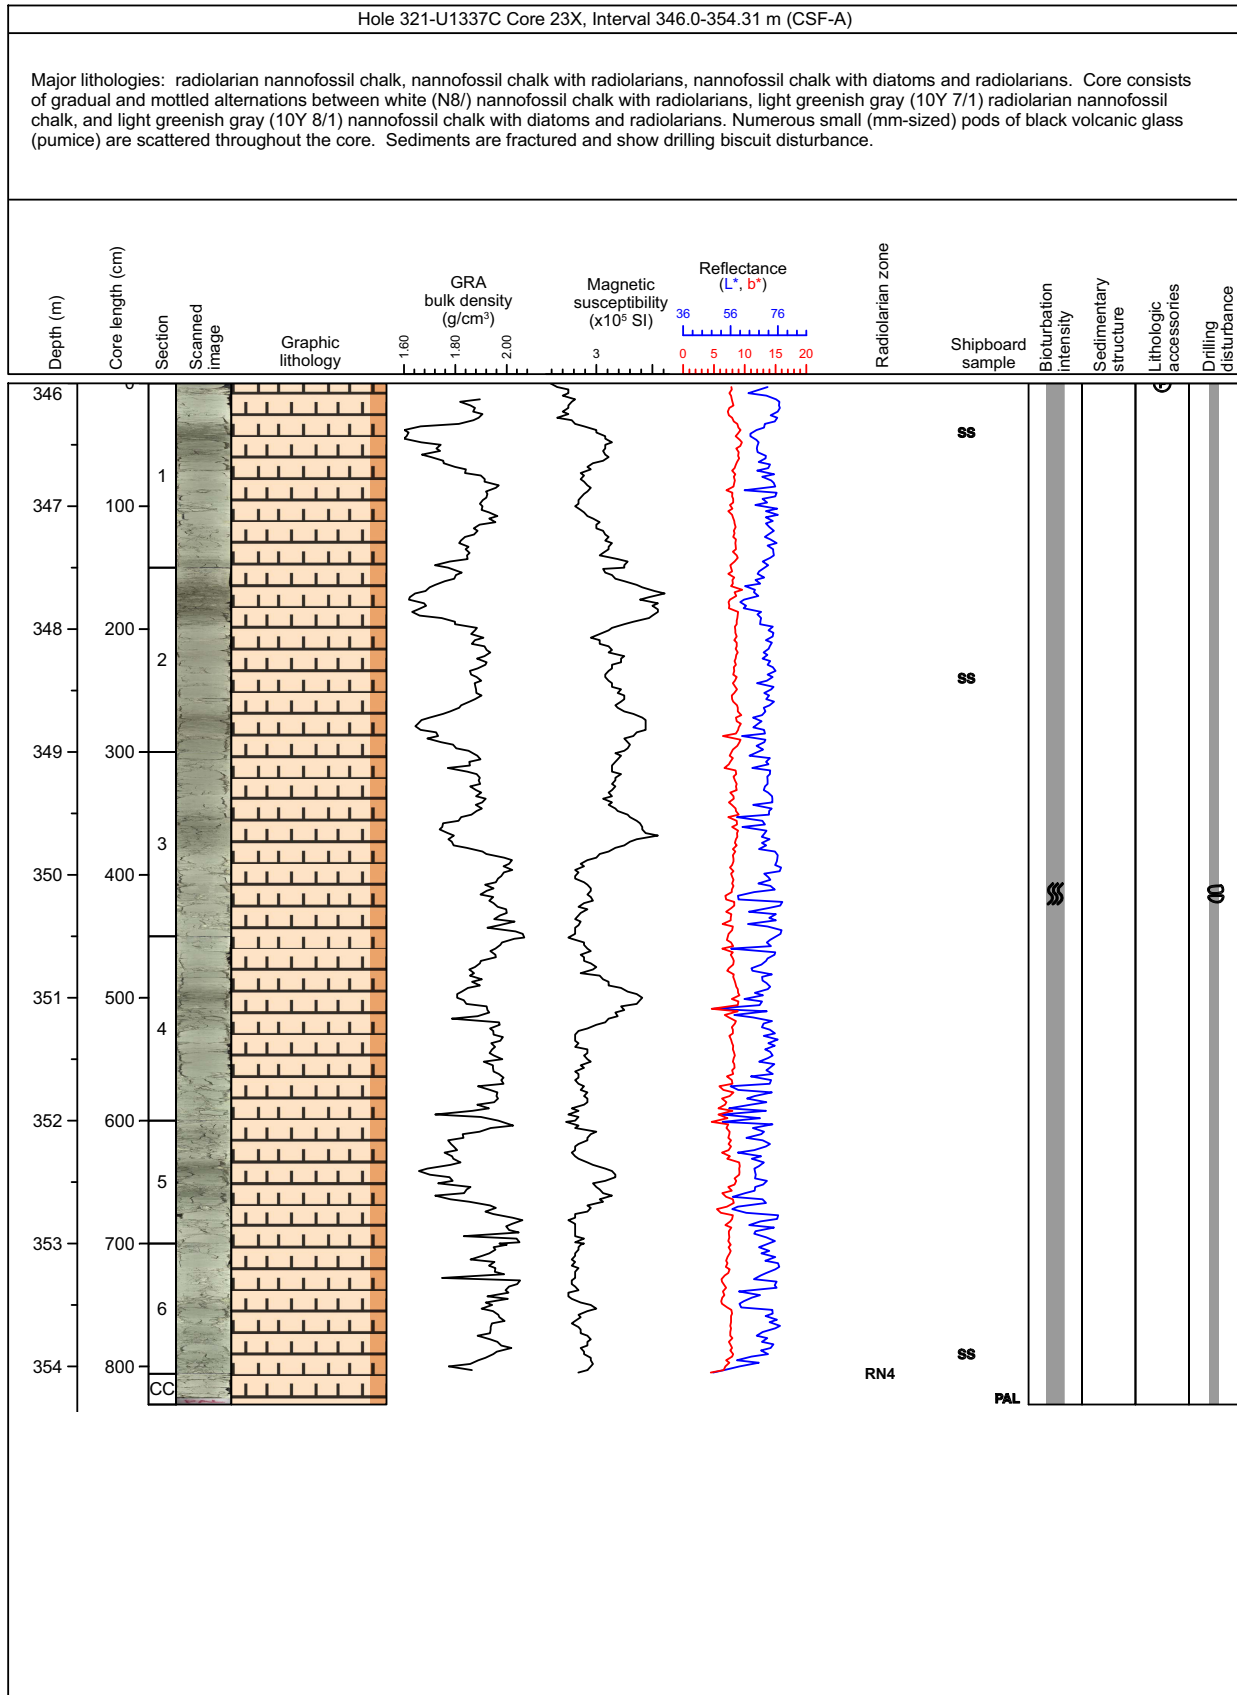 Hole 321-U1337C Core 23X, Interval 346.0-354.31 m (CSF-A)
Major lithologies: radiolarian nannofossil chalk, nannofossil chalk with radiolarians, nannofossil chalk with diatoms and radiolarians. Core consists
of gradual and mottled alternations between white (N8/) nannofossil chalk with radiolarians, light greenish gray (10Y 7/1) radiolarian nannofossil
chalk, and light greenish gray (10Y 8/1) nannofossil chalk with diatoms and radiolarians. Numerous small (mm-sized) pods of black volcanic glass
(pumice) are scattered throughout the core. Sediments are fractured and show drilling biscuit disturbance.
Depth (m)
Core length (cm)
Section
Scanned
image
Graphic
lithology
GRA
bulk density
(g/cm³)
1.60
1.80
2.00
Magnetic
susceptibility
(x10⁵ SI)
3
Reflectance
(L*, b*)
36 56 76
0 5 10 15 20
Radiolarian zone
Shipboard
sample
Bioturbation
intensity
Sedimentary
structure
Lithologic
accessories
Drilling
disturbance
346
0
ss
1
347
100
348
200
2
ss
349
300
3
350
400
351
500
4
352
600
5
353
700
6
ss
354
800
RN4
CC
PAL